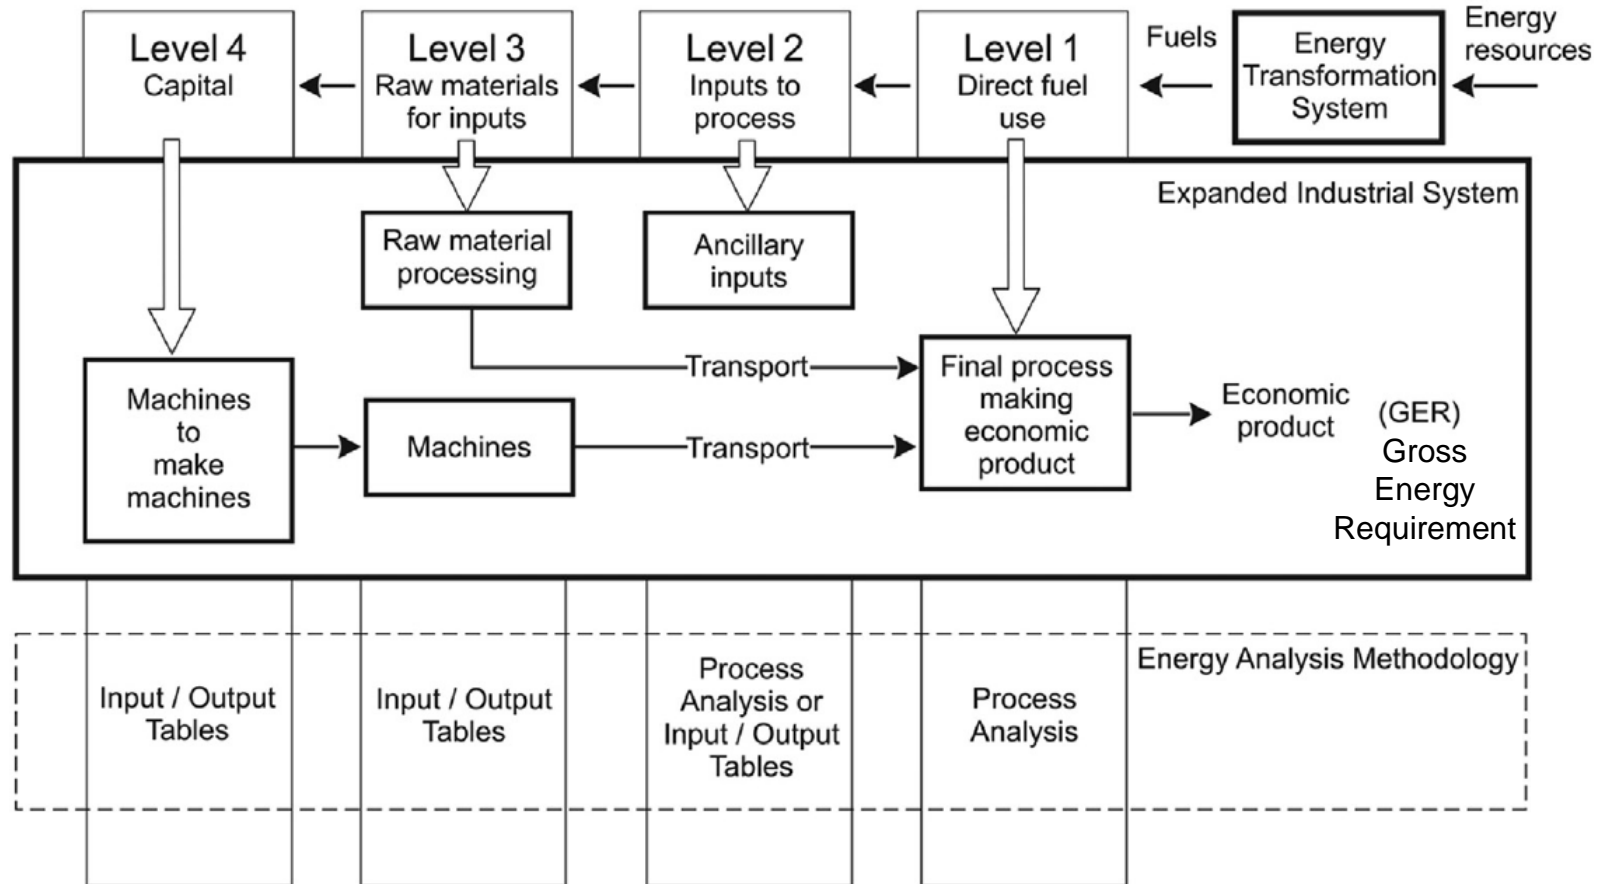 Level 4
Capital
Level 3
Raw materials
for inputs
Level 2
Inputs to
process
Level 1
Direct fuel
use
Fuels
Energy
Transformation
System
Energy
resources
Expanded Industrial System
Raw material
processing
Ancillary
inputs
Transport
Machines
to
make
machines
Machines
Transport
Final process
making
economic
product
Economic
product
(GER)
Gross
Energy
Requirement
Energy Analysis Methodology
Input / Output
Tables
Input / Output
Tables
Process
Analysis or
Input / Output
Tables
Process
Analysis